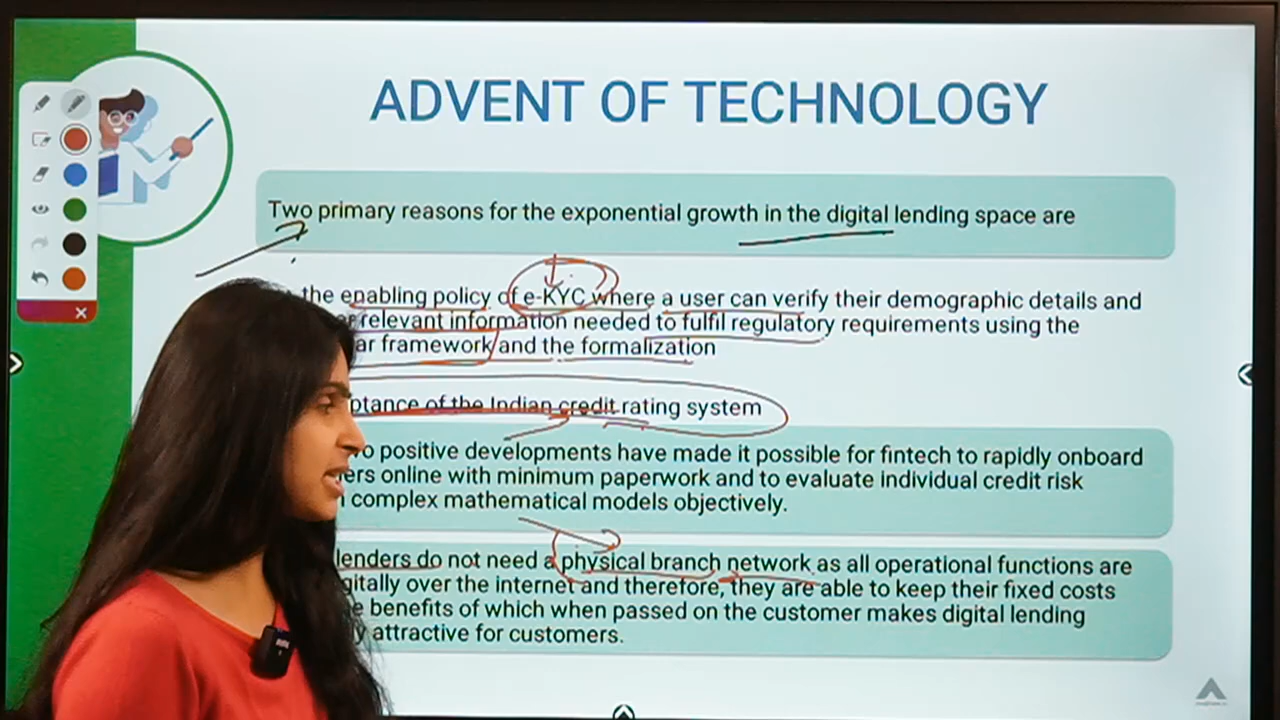 ADVENT OF TECHNOLOGY
Two primary reasons for the exponential growth in the digital lending space are
the enabling policy of e-KYC where a user can verify their demographic details and
relevant information needed to fulfil regulatory requirements using the
framework and the formalization
of the Indian credit rating system
positive developments have made it possible for fintech to rapidly onboard
online with minimum paperwork and to evaluate individual credit risk
complex mathematical models objectively.
lenders do not need a physical branch network as all operational functions are
over the internet and therefore, they are able to keep their fixed costs
benefits of which when passed on the customer makes digital lending
attractive for customers.